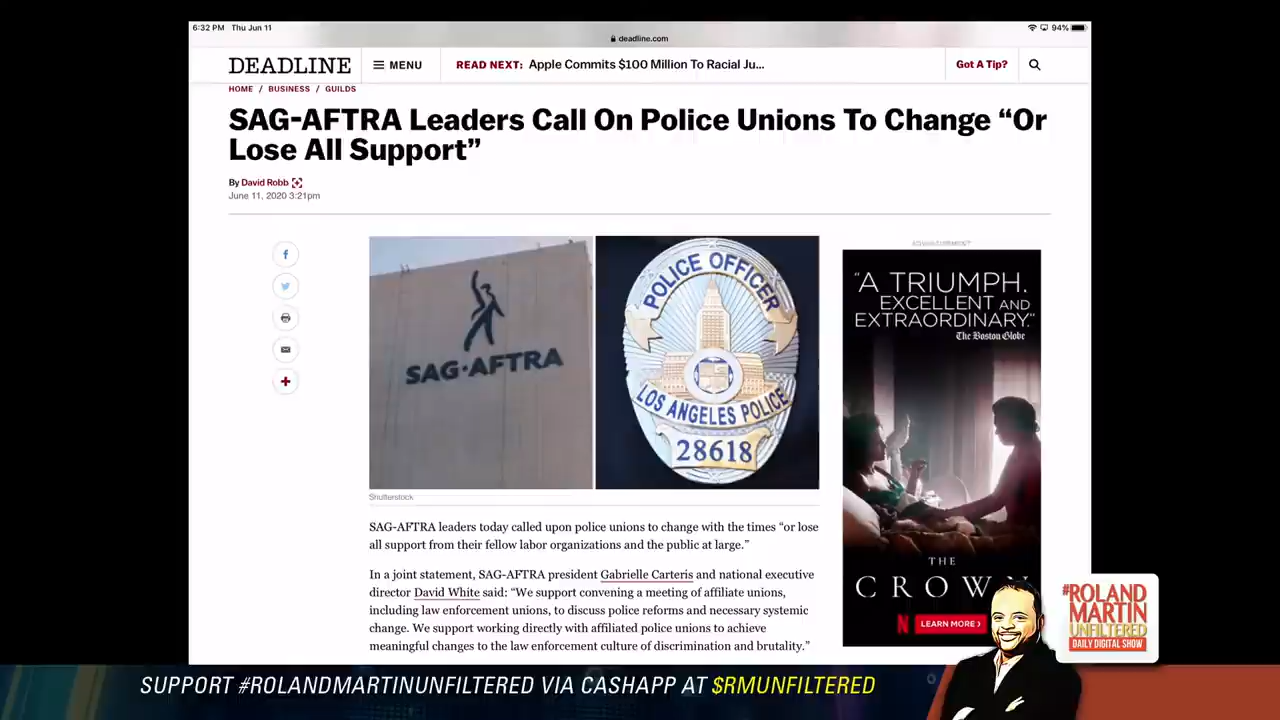 6:32 PM Thu Jun 11
94%
deadline.com
DEADLINE
MENU
READ NEXT: Apple Commits $100 Million To Racial Ju...
Got A Tip?
HOME / BUSINESS / GUILDS
SAG-AFTRA Leaders Call On Police Unions To Change “Or
Lose All Support”
By David Robb
June 11, 2020 3:21pm
SAG·AFTRA
POLICE OFFICER
LOS ANGELES POLICE
28618
Shutterstock
ADVERTISEMENT
“A TRIUMPH.
EXCELLENT AND
EXTRAORDINARY.”
The Boston Globe
THE
CROWN
N
LEARN MORE
SAG-AFTRA leaders today called upon police unions to change with the times “or lose
all support from their fellow labor organizations and the public at large.”
In a joint statement, SAG-AFTRA president Gabrielle Carteris and national executive
director David White said: “We support convening a meeting of affiliate unions,
including law enforcement unions, to discuss police reforms and necessary systemic
change. We support working directly with affiliated police unions to achieve
meaningful changes to the law enforcement culture of discrimination and brutality.”
#ROLAND
MARTIN
UNFILTERED
DAILY DIGITAL SHOW
SUPPORT #ROLANDMARTINUNFILTERED VIA CASHAPP AT $RMUNFILTERED